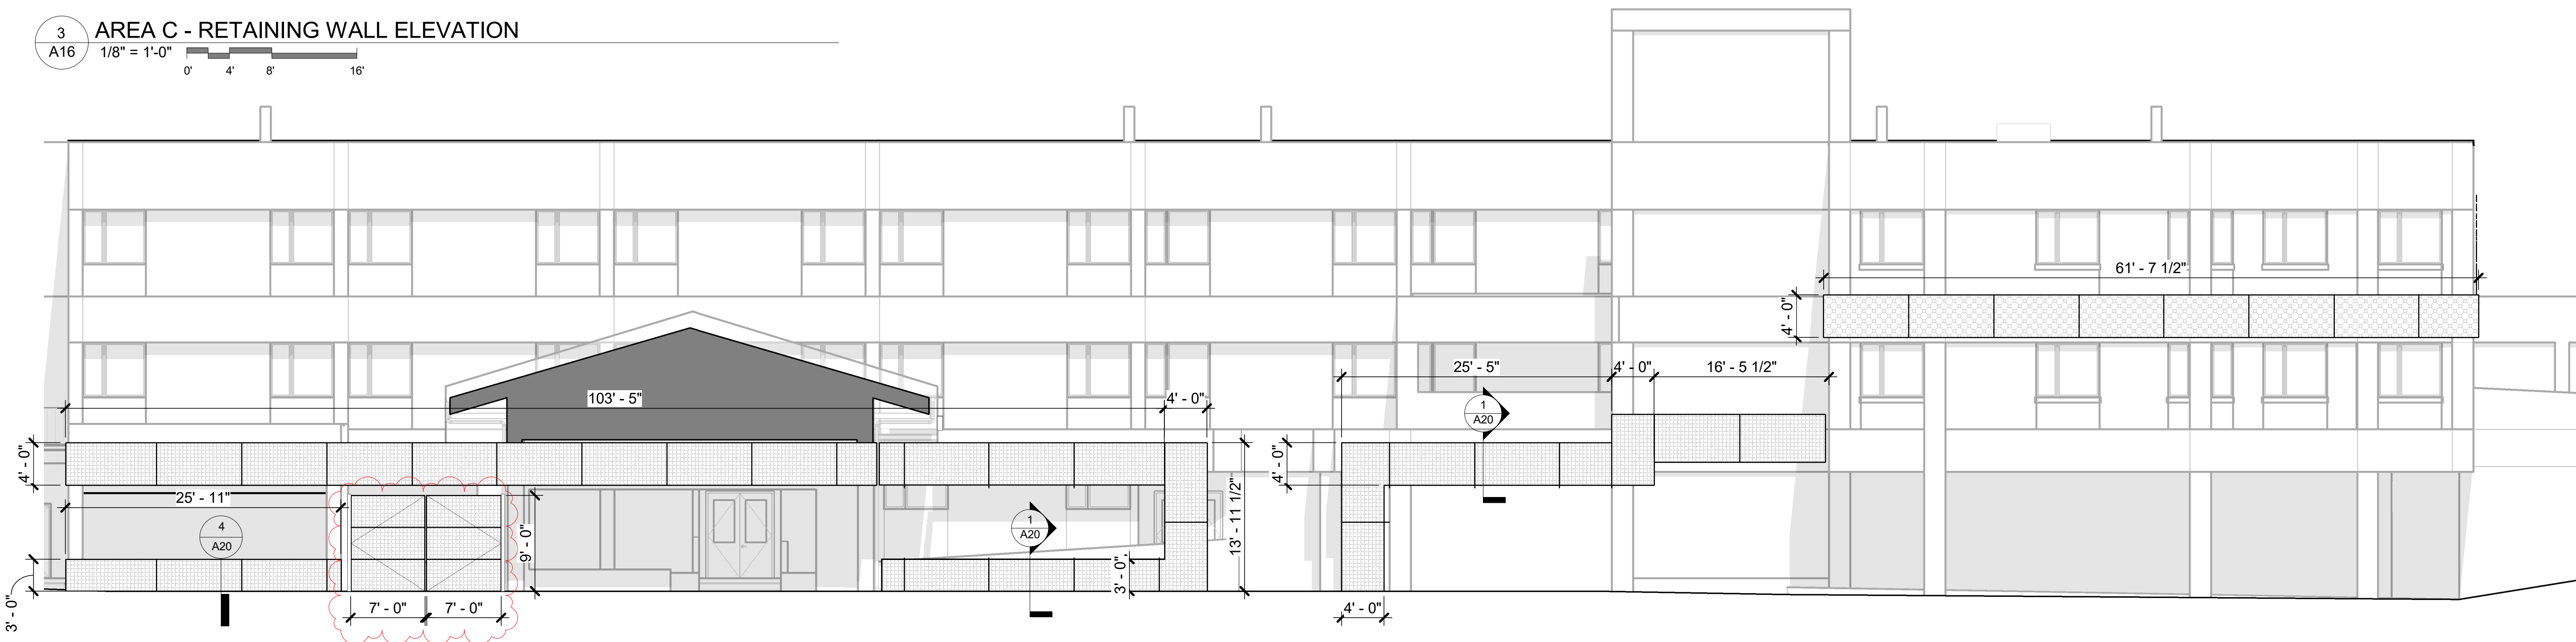 3
A16
AREA C - RETAINING WALL ELEVATION
1/8" = 1'-0"
0' 4' 8' 16'
61' - 7 1/2"
4' - 0"
25' - 5" 4' - 0" 16' - 5 1/2"
103' - 5" 4' - 0"
1
A20
4' - 0"
4' - 0"
13' - 11 1/2"
25' - 11"
4
A20
9' - 0"
1
A20
3' - 0"
3' - 0"
7' - 0" 7' - 0"
4' - 0"